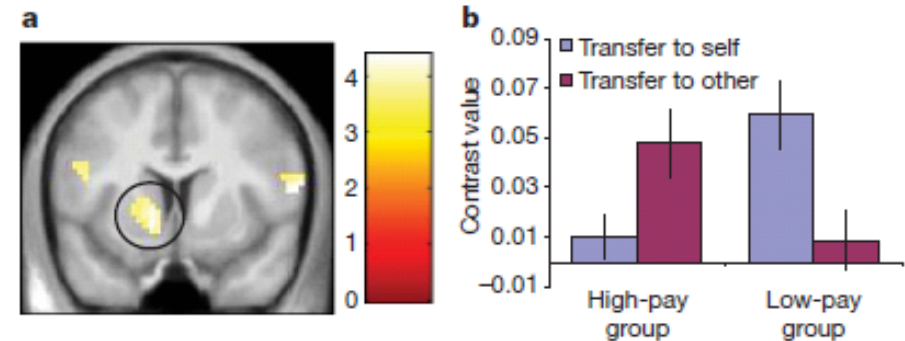 a
4
3
2
1
0
b
Contrast value
0.09
0.07
0.05
0.03
0.01
–0.01
Transfer to self
Transfer to other
High-pay
group
Low-pay
group